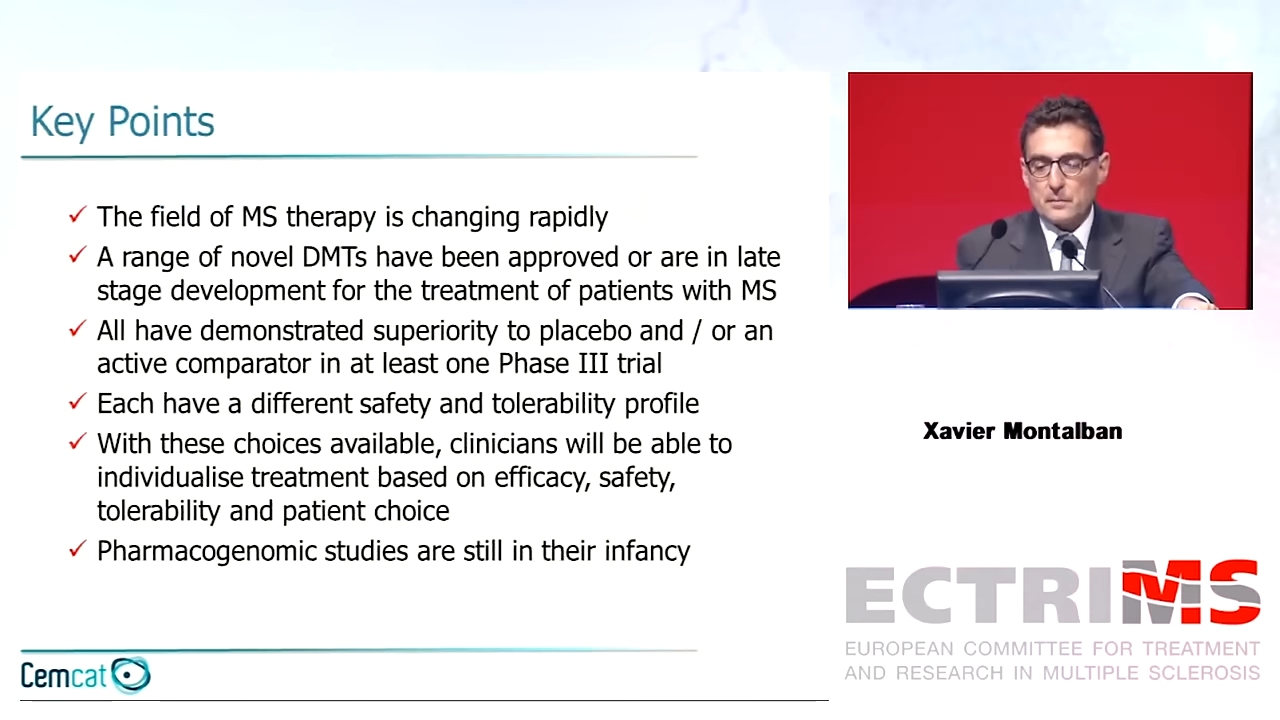 Key Points
✓ The field of MS therapy is changing rapidly
✓ A range of novel DMTs have been approved or are in late
stage development for the treatment of patients with MS
✓ All have demonstrated superiority to placebo and / or an
active comparator in at least one Phase III trial
✓ Each have a different safety and tolerability profile
✓ With these choices available, clinicians will be able to
individualise treatment based on efficacy, safety,
tolerability and patient choice
✓ Pharmacogenomic studies are still in their infancy
Cemcat
Xavier Montalban
ECTRIMS
EUROPEAN COMMITTEE FOR TREATMENT
AND RESEARCH IN MULTIPLE SCLEROSIS